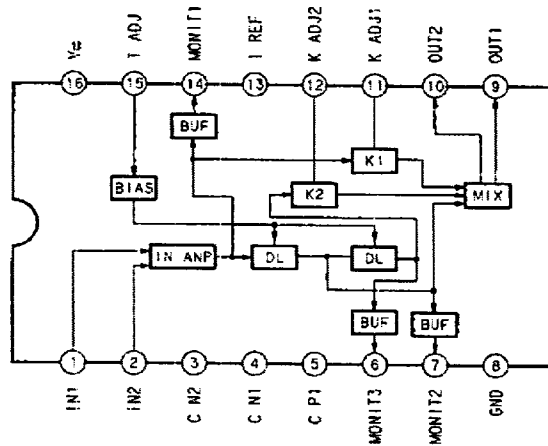 Vcc
T ADJ
MONIT1
I REF
K ADJ2
K ADJ1
OUT2
OUT1
16
15
14
13
12
11
10
9
BUF
K1
BIAS
K2
MIX
IN ANP
DL
DL
BUF
BUF
1
2
3
4
5
6
7
8
IN1
IN2
C N2
C N1
C P1
MONIT3
MONIT2
GND